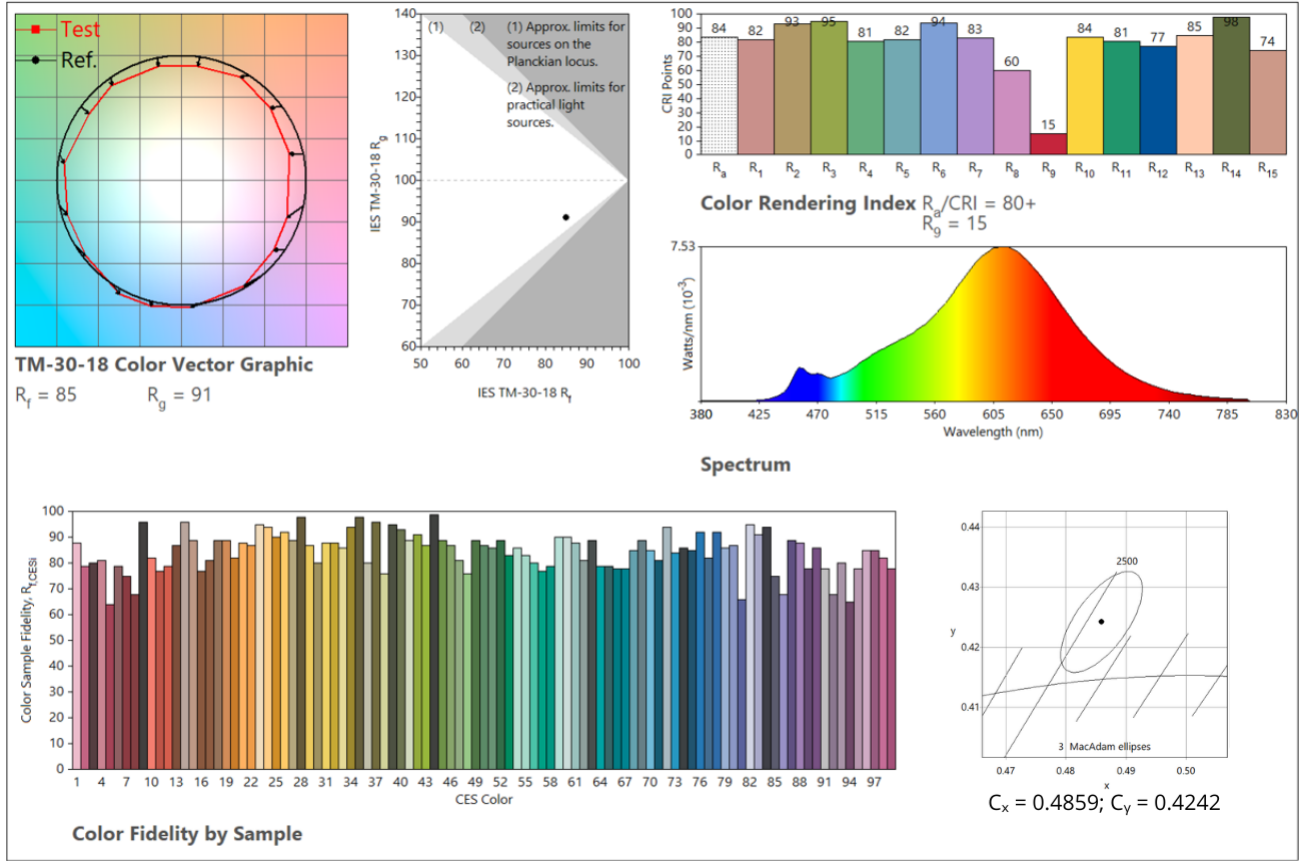 Test
Ref.
TM-30-18 Color Vector Graphic
R_f = 85 R_g = 91
140
130
120
110
100
90
80
70
60
IES TM-30-18 R_g
(1) (2) (1) Approx. limits for
sources on the
Planckian locus.
(2) Approx. limits for
practical light
sources.
50 60 70 80 90 100
IES TM-30-18 R_f
100
90
80
70
60
50
40
30
20
10
0
CRI Points
84 82 93 95 81 82 94 83 60 15 84 81 77 85 98 74
R_a R_1 R_2 R_3 R_4 R_5 R_6 R_7 R_8 R_9 R_10 R_11 R_12 R_13 R_14 R_15
Color Rendering Index R_a/CRI = 80+
R_9 = 15
7.53
Watts/nm (10^-3)
380 425 470 515 560 605 650 695 740 785 830
Wavelength (nm)
Spectrum
100
90
80
70
60
50
40
30
20
10
0
Color Sample Fidelity, R_f,CESi
1 4 7 10 13 16 19 22 25 28 31 34 37 40 43 46 49 52 55 58 61 64 67 70 73 76 79 82 85 88 91 94 97
CES Color
Color Fidelity by Sample
0.44
0.43
0.42
0.41
y
2500
3 MacAdam ellipses
0.47 0.48 0.49 0.50
x
C_x = 0.4859; C_y = 0.4242